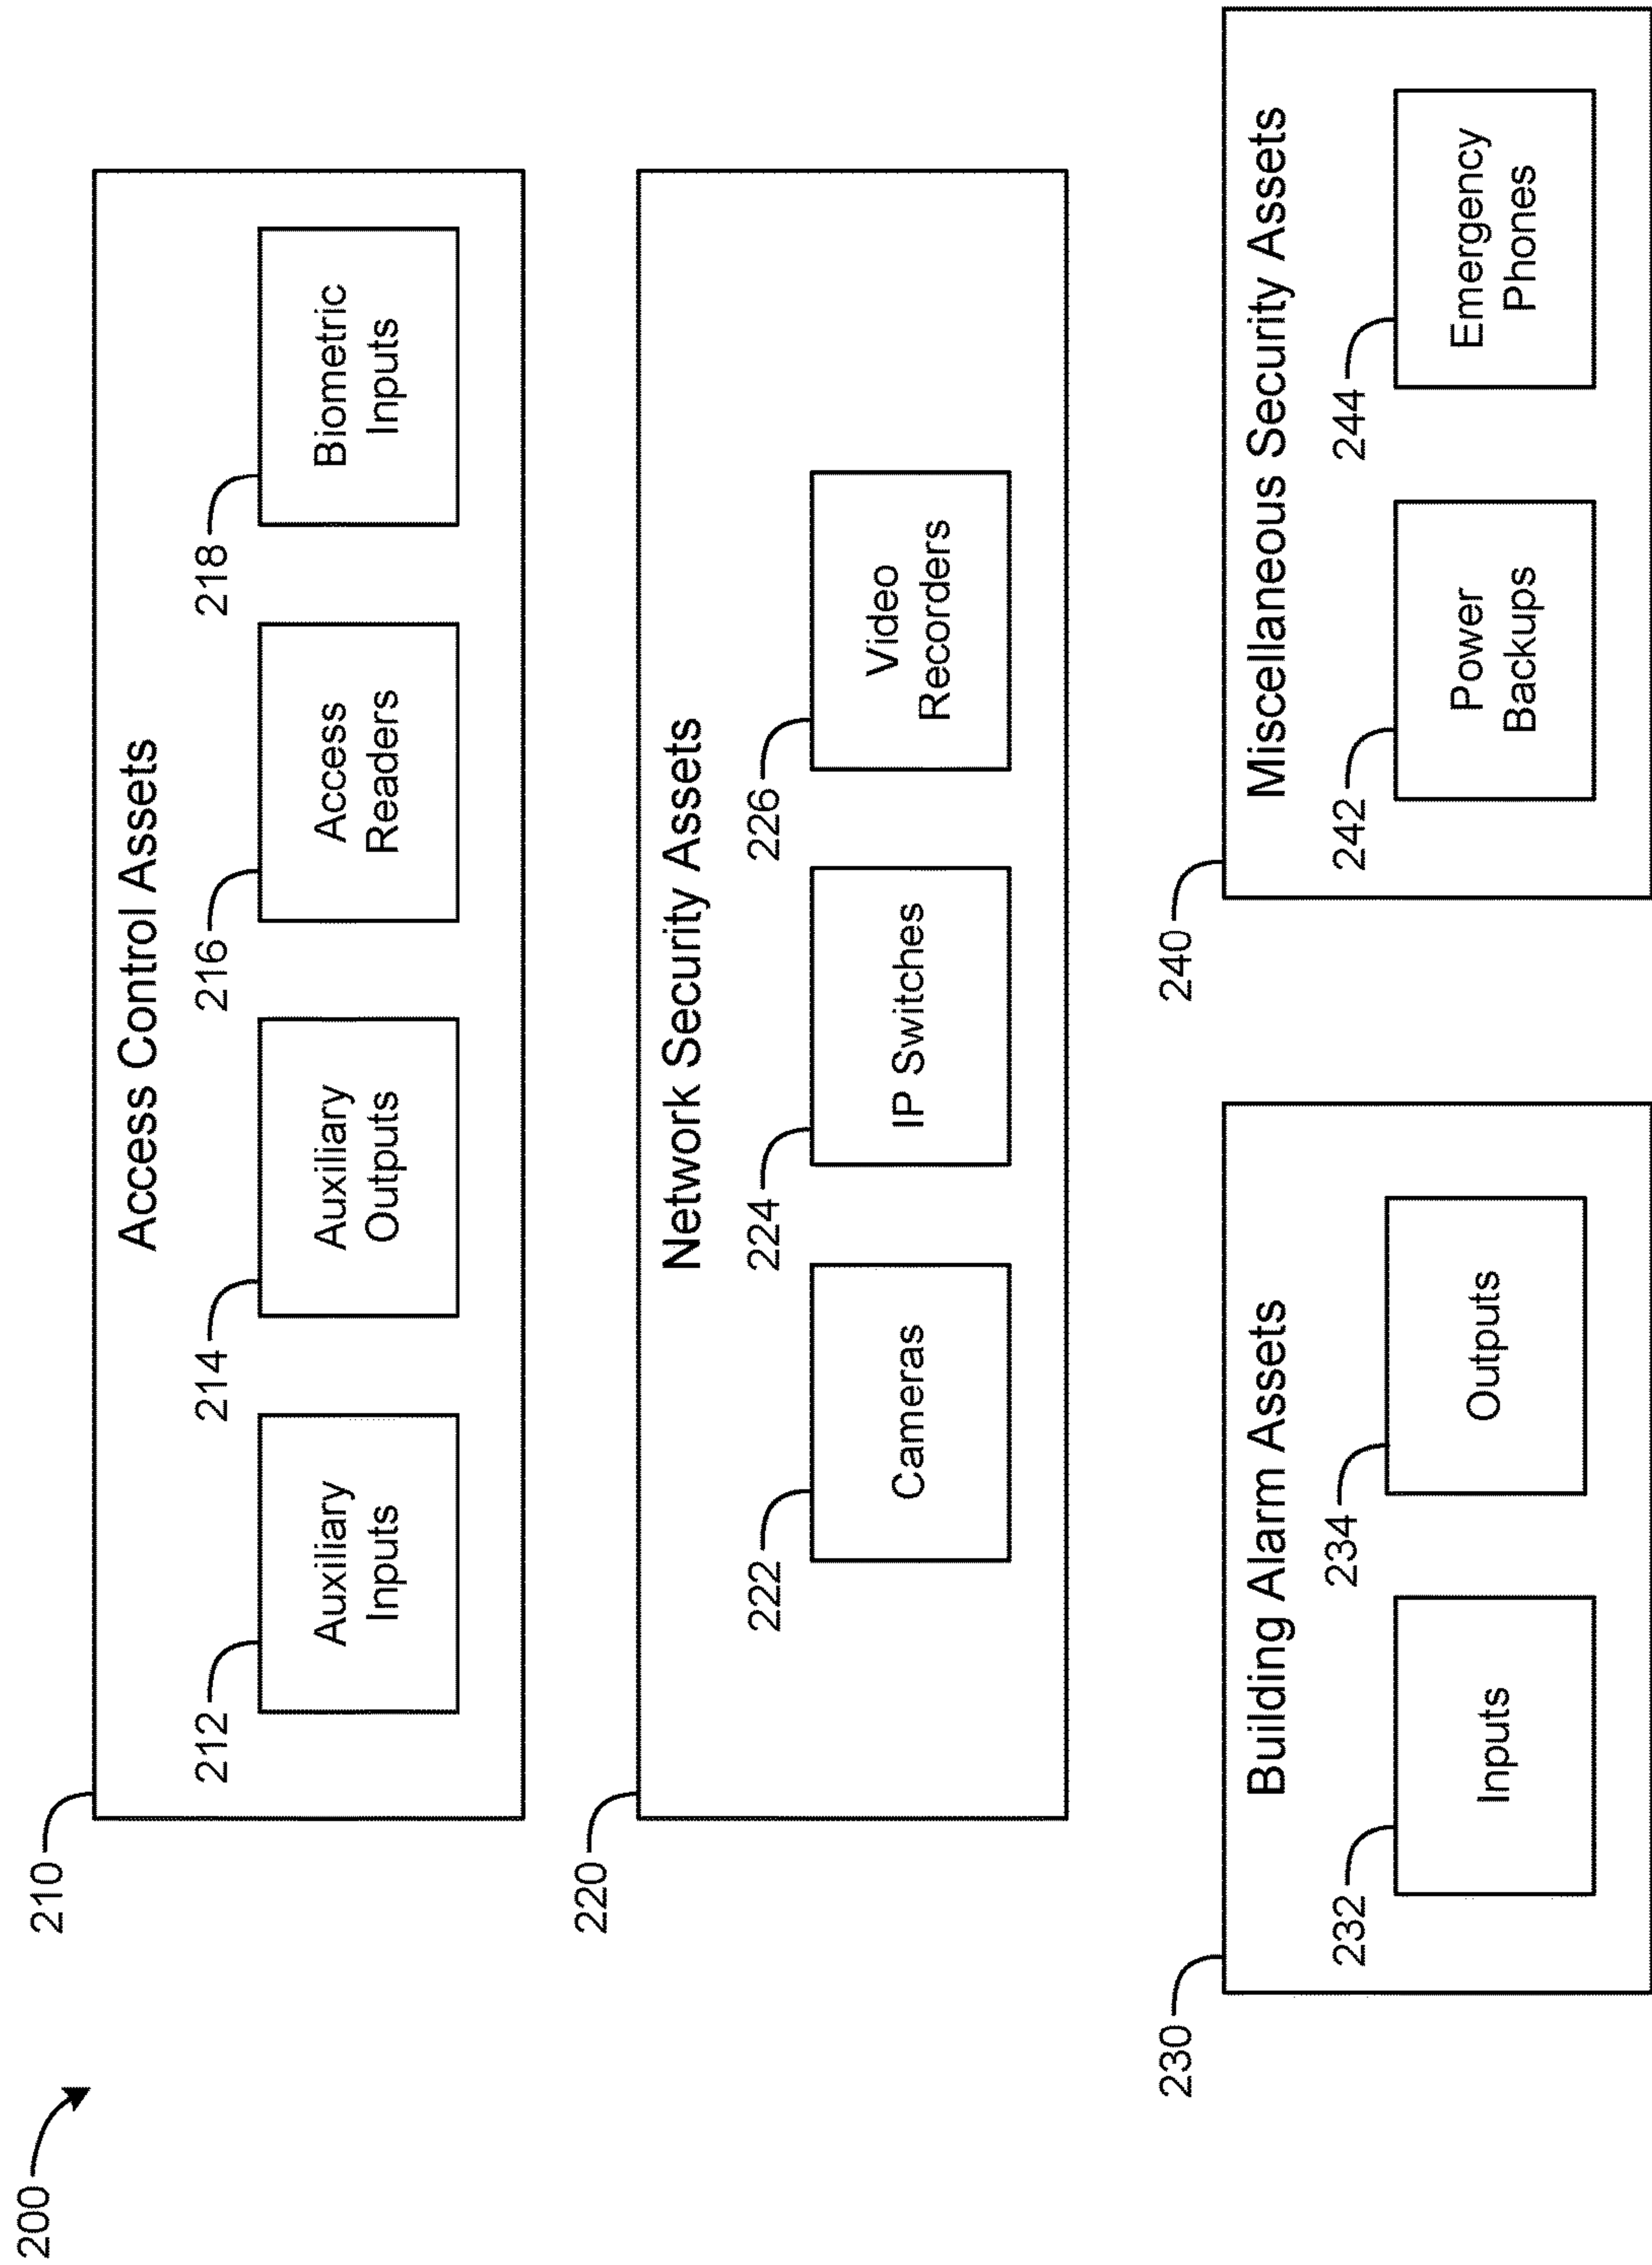 200
210
Access Control Assets
212
Auxiliary
Inputs
214
Auxiliary
Outputs
216
Access
Readers
218
Biometric
Inputs
220
Network Security Assets
222
Cameras
224
IP Switches
226
Video
Recorders
230
Building Alarm Assets
232
Inputs
234
Outputs
240
Miscellaneous Security Assets
242
Power
Backups
244
Emergency
Phones